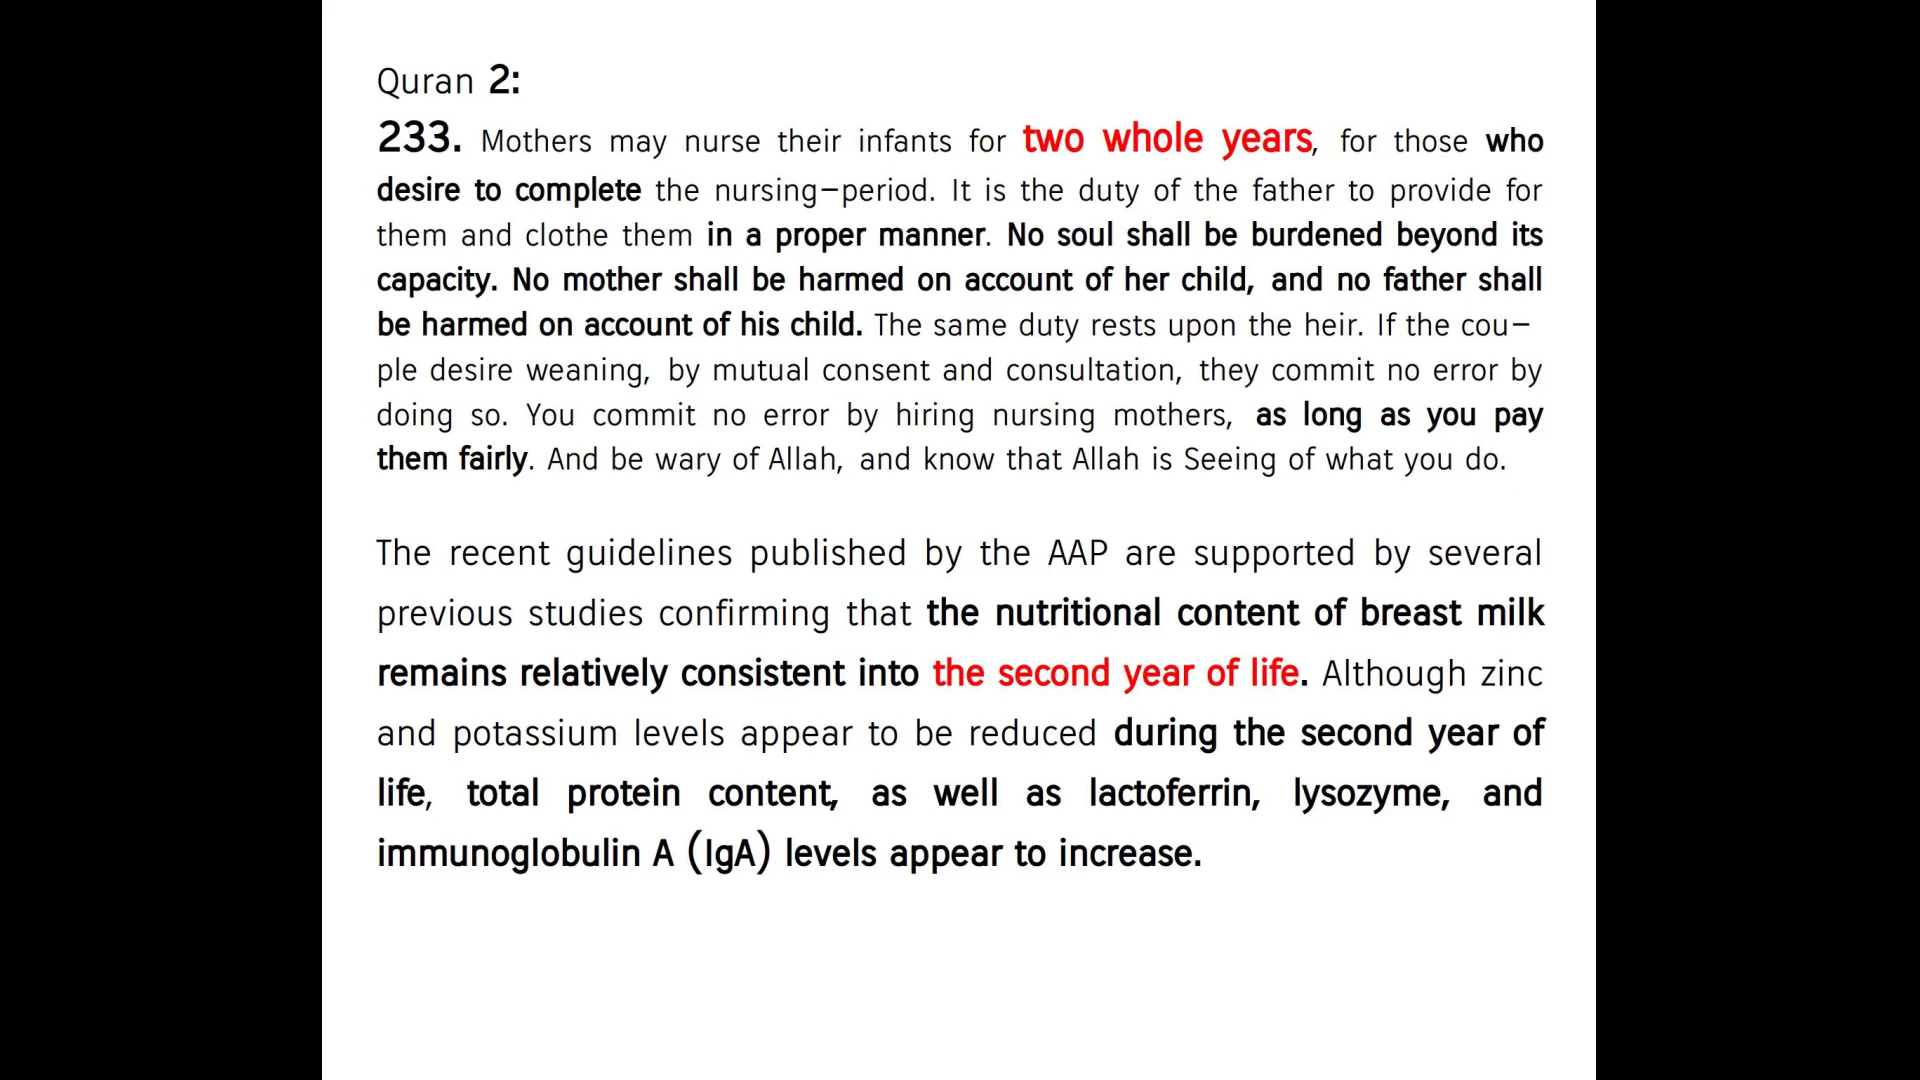 Quran 2:
233. Mothers may nurse their infants for two whole years, for those who
desire to complete the nursing–period. It is the duty of the father to provide for
them and clothe them in a proper manner. No soul shall be burdened beyond its
capacity. No mother shall be harmed on account of her child, and no father shall
be harmed on account of his child. The same duty rests upon the heir. If the cou–
ple desire weaning, by mutual consent and consultation, they commit no error by
doing so. You commit no error by hiring nursing mothers, as long as you pay
them fairly. And be wary of Allah, and know that Allah is Seeing of what you do.
The recent guidelines published by the AAP are supported by several
previous studies confirming that the nutritional content of breast milk
remains relatively consistent into the second year of life. Although zinc
and potassium levels appear to be reduced during the second year of
life, total protein content, as well as lactoferrin, lysozyme, and
immunoglobulin A (IgA) levels appear to increase.